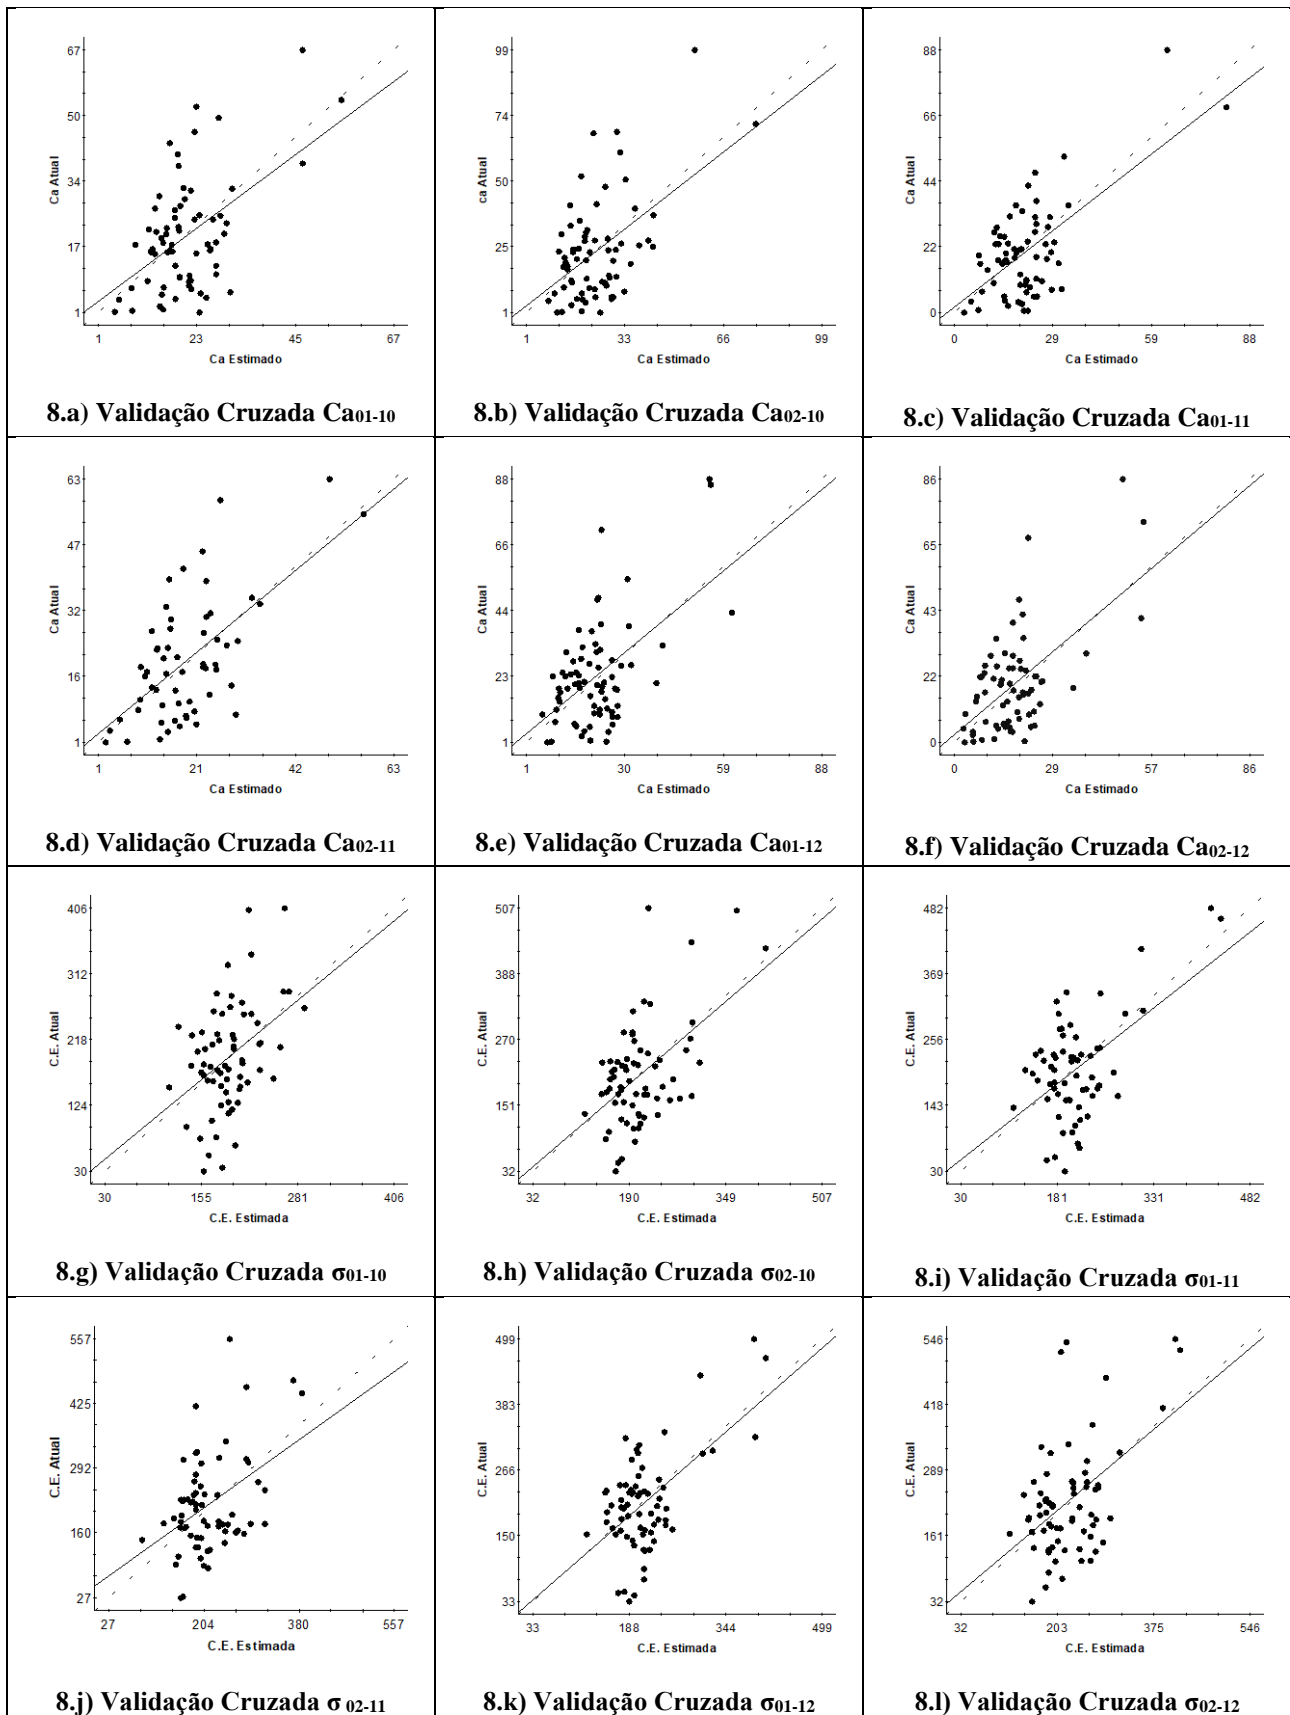 67
50
34
17
1
Ca Atual
1 23 45 67
Ca Estimado
8.a) Validação Cruzada Ca01-10
99
74
50
25
1
ca Atual
1 33 66 99
Ca Estimado
8.b) Validação Cruzada Ca02-10
88
66
44
22
0
Ca Atual
0 29 59 88
Ca Estimado
8.c) Validação Cruzada Ca01-11
63
47
32
16
1
Ca Atual
1 21 42 63
Ca Estimado
8.d) Validação Cruzada Ca02-11
88
66
44
23
1
Ca Atual
1 30 59 88
Ca Estimado
8.e) Validação Cruzada Ca01-12
86
65
43
22
0
Ca Atual
0 29 57 86
Ca Estimado
8.f) Validação Cruzada Ca02-12
406
312
218
124
30
C.E. Atual
30 155 281 406
C.E. Estimada
8.g) Validação Cruzada σ01-10
507
388
270
151
32
C.E. Atual
32 190 349 507
C.E. Estimada
8.h) Validação Cruzada σ02-10
482
369
256
143
30
C.E. Atual
30 181 331 482
C.E. Estimada
8.i) Validação Cruzada σ01-11
557
425
292
160
27
C.E. Atual
27 204 380 557
C.E. Estimada
8.j) Validação Cruzada σ 02-11
499
383
266
150
33
C.E. Atual
33 188 344 499
C.E. Estimada
8.k) Validação Cruzada σ01-12
546
418
289
161
32
C.E. Atual
32 203 375 546
C.E. Estimada
8.l) Validação Cruzada σ02-12